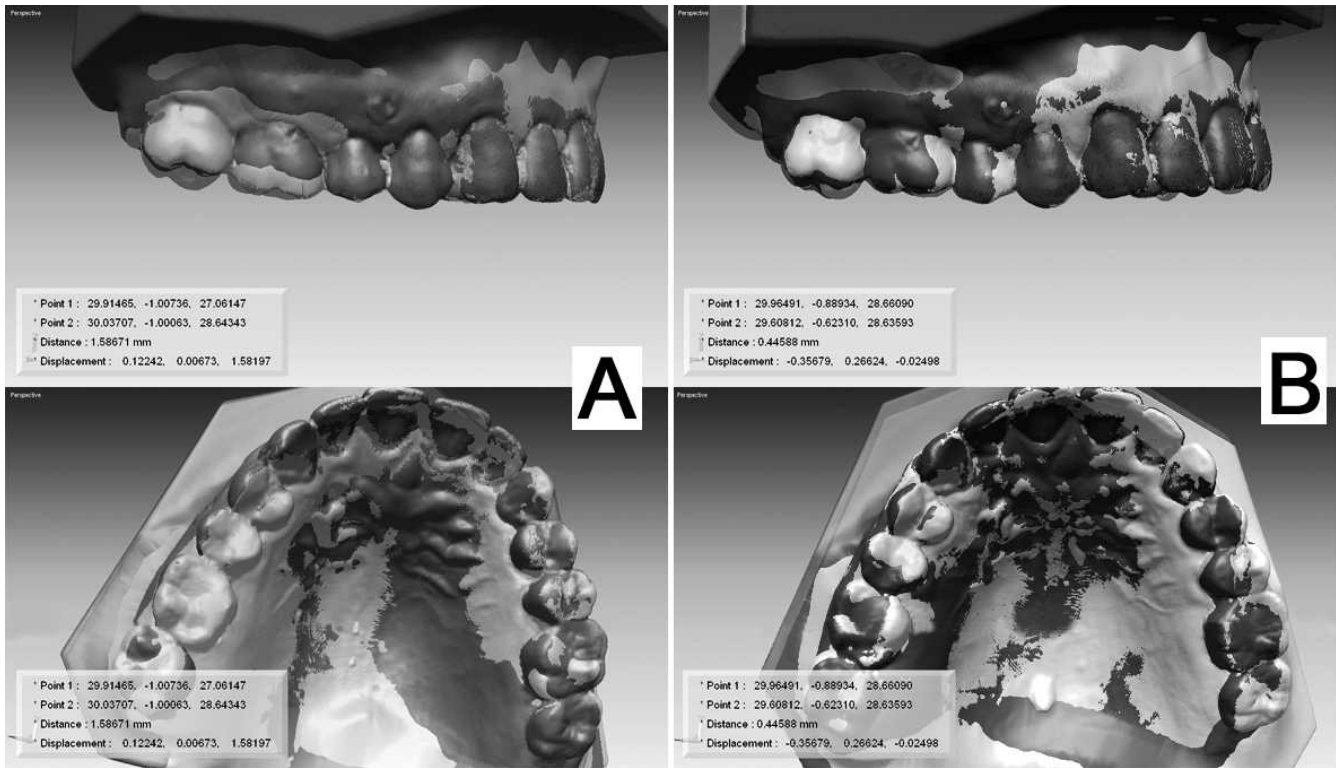 Perspective
Perspective
' Point 1 : 29.91465, -1.00736, 27.06147
' Point 2 : 30.03707, -1.00063, 28.64343
' Distance : 1.58671 mm
' Displacement : 0.12242, 0.00673, 1.58197
' Point 1 : 29.96491, -0.88934, 28.66090
' Point 2 : 29.60812, -0.62310, 28.63593
' Distance : 0.44588 mm
' Displacement : -0.35679, 0.26624, -0.02498
A
B
Perspective
Perspective
' Point 1 : 29.91465, -1.00736, 27.06147
' Point 2 : 30.03707, -1.00063, 28.64343
' Distance : 1.58671 mm
' Displacement : 0.12242, 0.00673, 1.58197
' Point 1 : 29.96491, -0.88934, 28.66090
' Point 2 : 29.60812, -0.62310, 28.63593
' Distance : 0.44588 mm
' Displacement : -0.35679, 0.26624, -0.02498